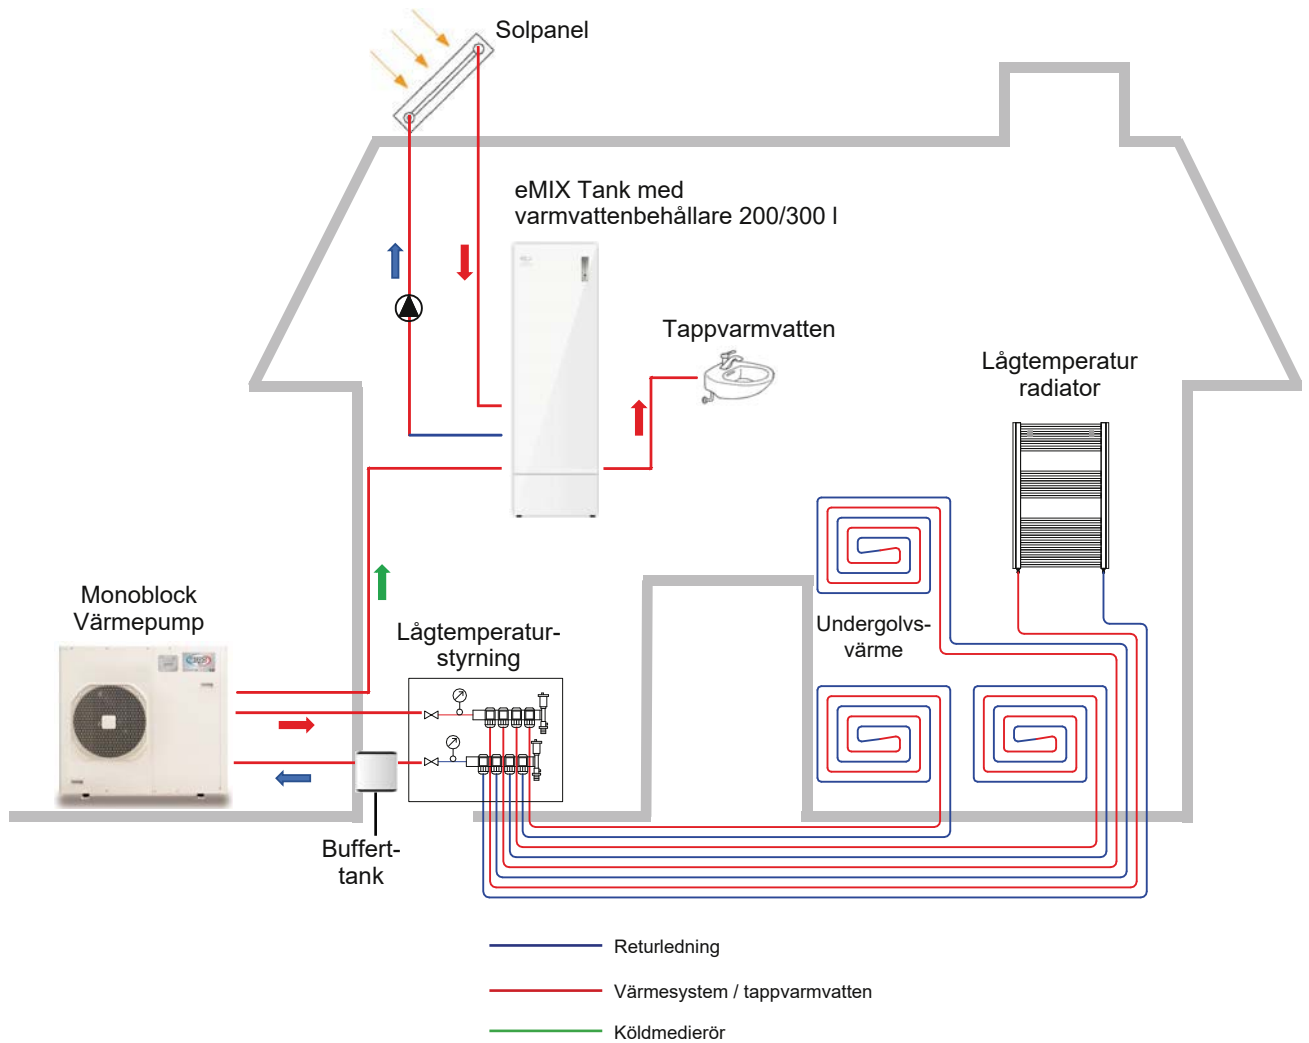 Solpanel
eMIX Tank med
varmvattenbehållare 200/300 l
Tappvarmvatten
Lågtemperatur
radiator
Monoblock
Värmepump
Lågtemperatur-
styrning
Undergolvs-
värme
Buffert-
tank
Returledning
Värmesystem / tappvarmvatten
Köldmedierör